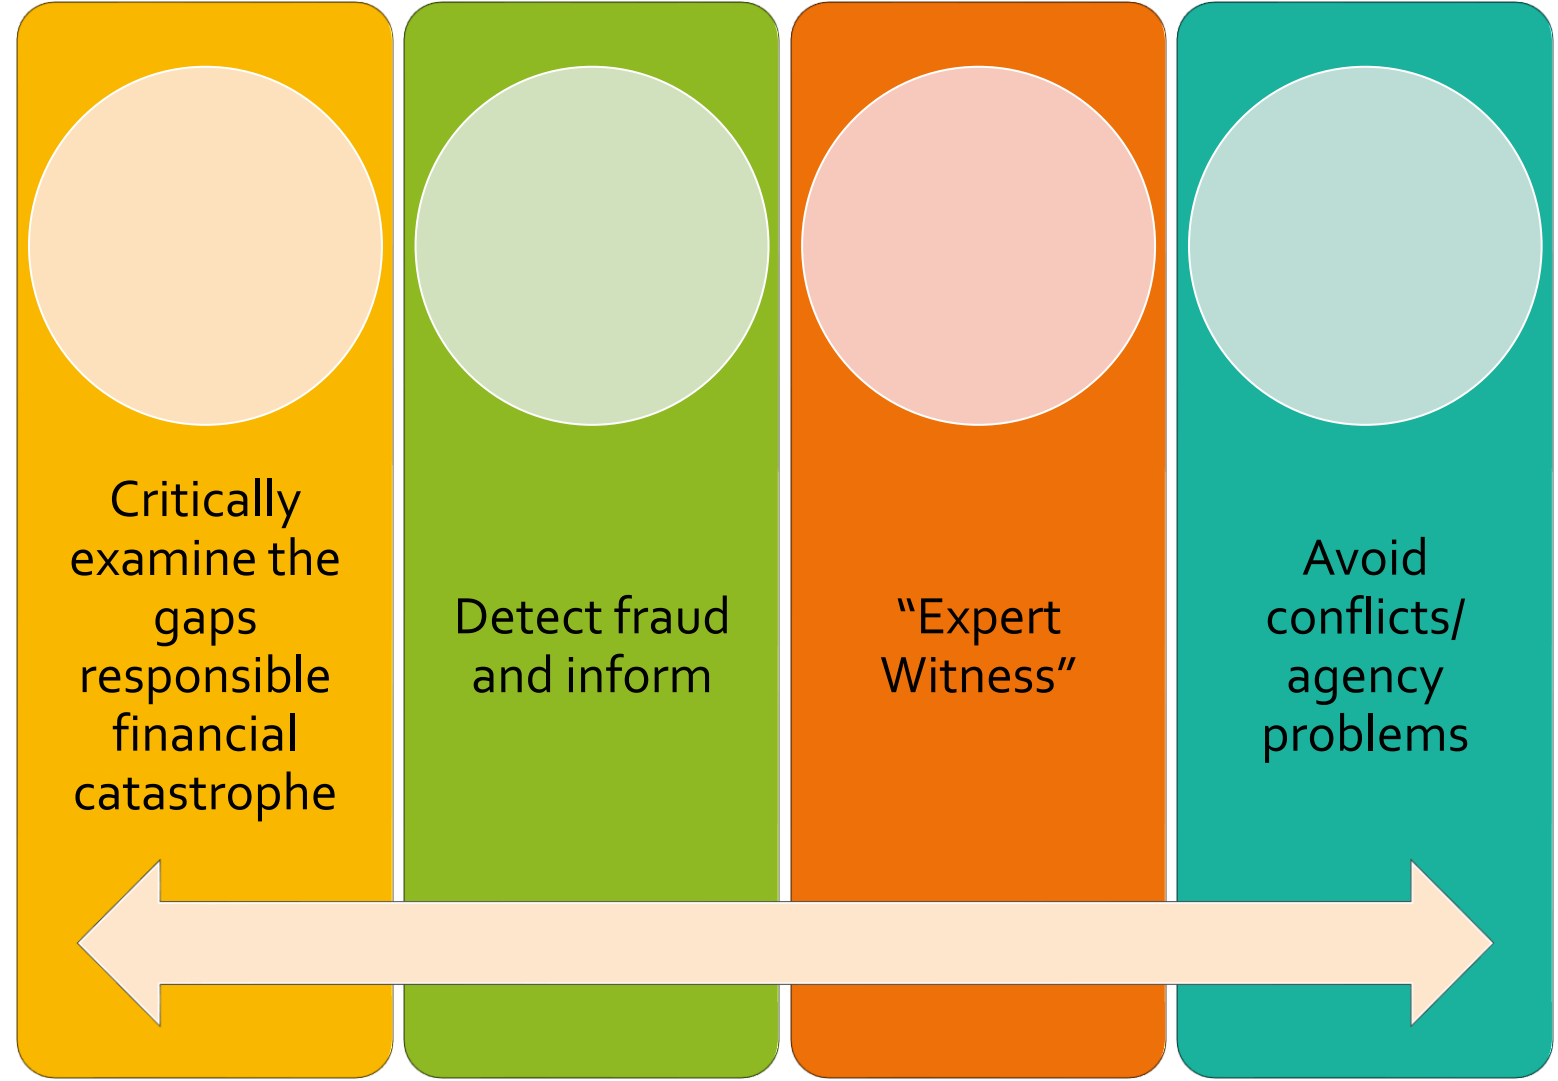 Critically
examine the
gaps
responsible
financial
catastrophe
Detect fraud
and inform
“Expert
Witness”
Avoid
conflicts/
agency
problems